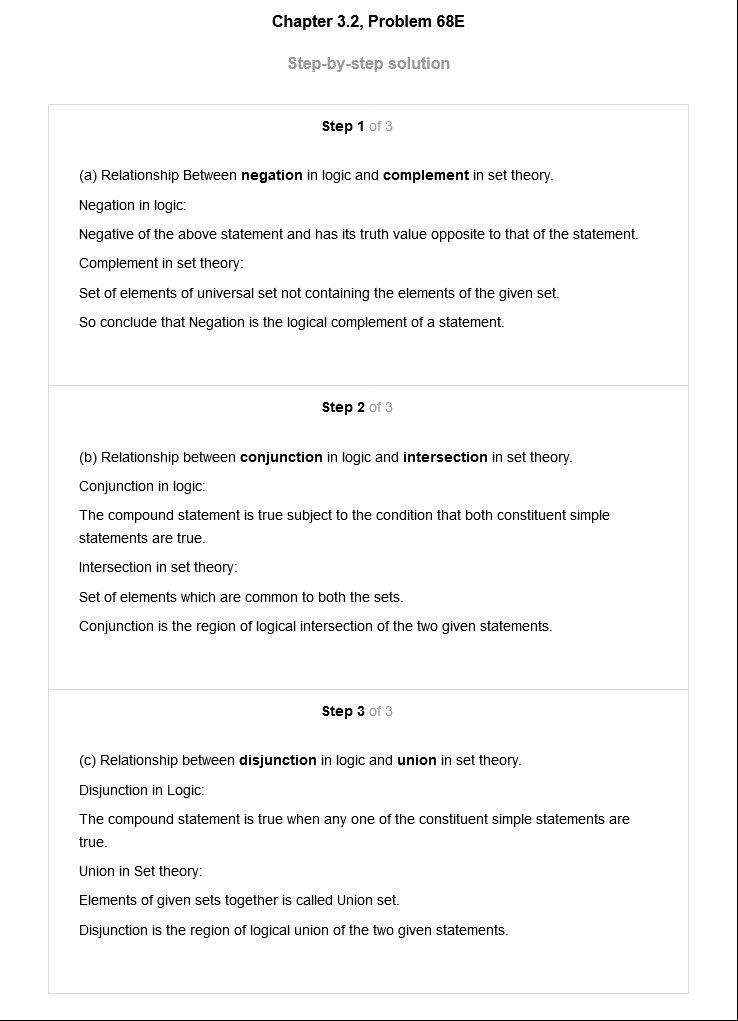 Chapter 3.2, Problem 68E
Step-by-step solution
Step 1 of 3
(a) Relationship Between negation in logic and complement in set theory.
Negation in logic:
Negative of the above statement and has its truth value opposite to that of the statement.
Complement in set theory:
Set of elements of universal set not containing the elements of the given set.
So conclude that Negation is the logical complement of a statement.
Step 2 of 3
(b) Relationship between conjunction in logic and intersection in set theory.
Conjunction in logic:
The compound statement is true subject to the condition that both constituent simple
statements are true.
Intersection in set theory:
Set of elements which are common to both the sets.
Conjunction is the region of logical intersection of the two given statements.
Step 3 of 3
(c) Relationship between disjunction in logic and union in set theory.
Disjunction in Logic:
The compound statement is true when any one of the constituent simple statements are
true.
Union in Set theory:
Elements of given sets together is called Union set.
Disjunction is the region of logical union of the two given statements.